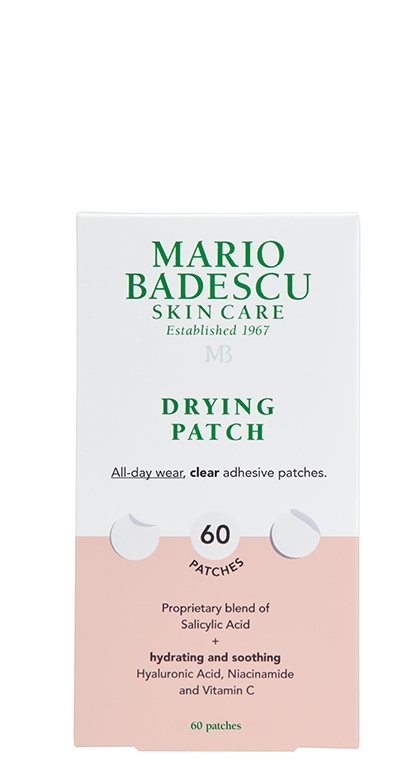 MARIO
BADESCU
SKIN CARE
Established 1967
MB
DRYING
PATCH
All-day wear, clear adhesive patches.
60
PATCHES
Proprietary blend of
Salicylic Acid
+
hydrating and soothing
Hyaluronic Acid, Niacinamide
and Vitamin C
60 patches